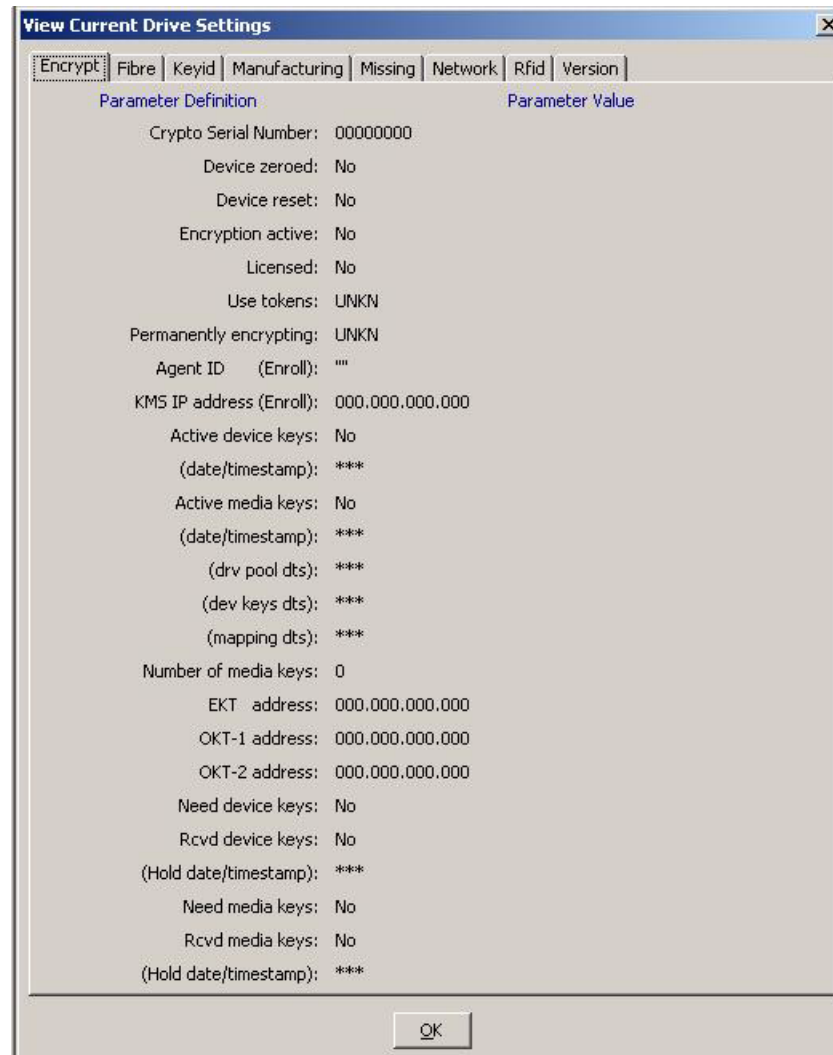 View Current Drive Settings
Encrypt Fibre Keyid Manufacturing Missing Network Rfid Version
Parameter Definition Parameter Value
Crypto Serial Number: 00000000
Device zeroed: No
Device reset: No
Encryption active: No
Licensed: No
Use tokens: UNKN
Permanently encrypting: UNKN
Agent ID (Enroll): ""
KMS IP address (Enroll): 000.000.000.000
Active device keys: No
(date/timestamp): ***
Active media keys: No
(date/timestamp): ***
(drv pool dts): ***
(dev keys dts): ***
(mapping dts): ***
Number of media keys: 0
EKT address: 000.000.000.000
OKT-1 address: 000.000.000.000
OKT-2 address: 000.000.000.000
Need device keys: No
Rcvd device keys: No
(Hold date/timestamp): ***
Need media keys: No
Rcvd media keys: No
(Hold date/timestamp): ***
OK